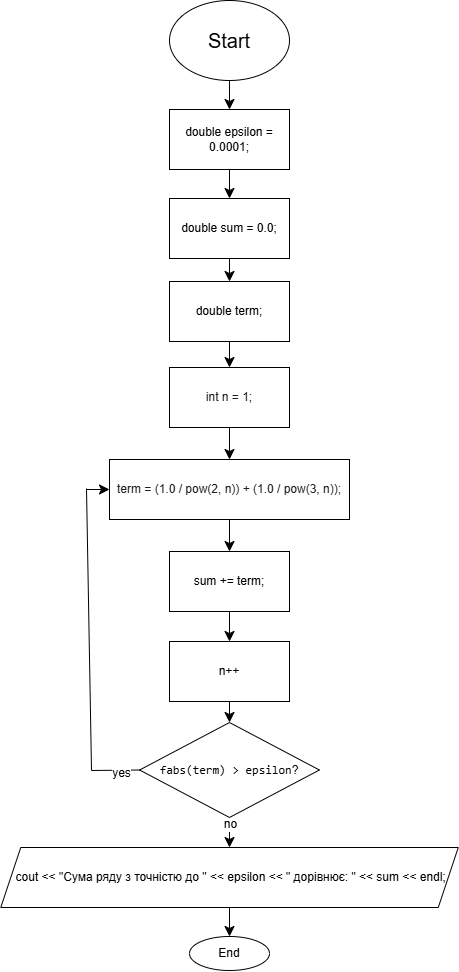 Start
double epsilon =
0.0001;
double sum = 0.0;
double term;
int n = 1;
term = (1.0 / pow(2, n)) + (1.0 / pow(3, n));
sum += term;
n++
fabs(term) > epsilon?
yes
no
cout << "Сума ряду з точністю до " << epsilon << " дорівнює: " << sum << endl;
End